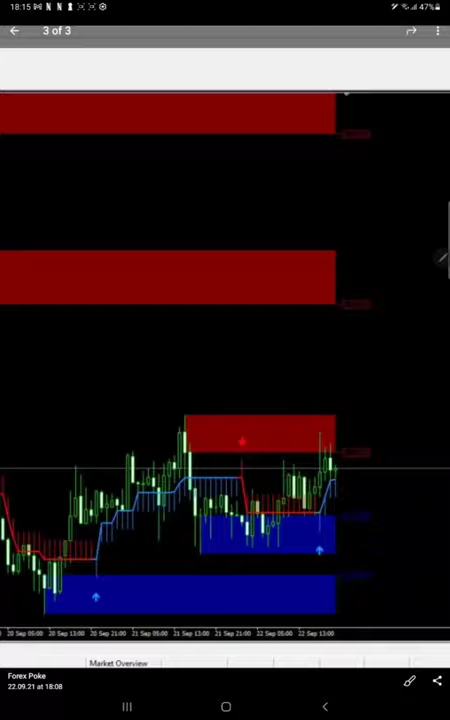 18:15
47%
3 of 3
20 Sep 05:00 20 Sep 13:00 20 Sep 21:00 21 Sep 05:00 21 Sep 13:00 21 Sep 21:00 22 Sep 05:00 22 Sep 13:00
Market Overview
Forex Poke
22.09.21 at 18:08